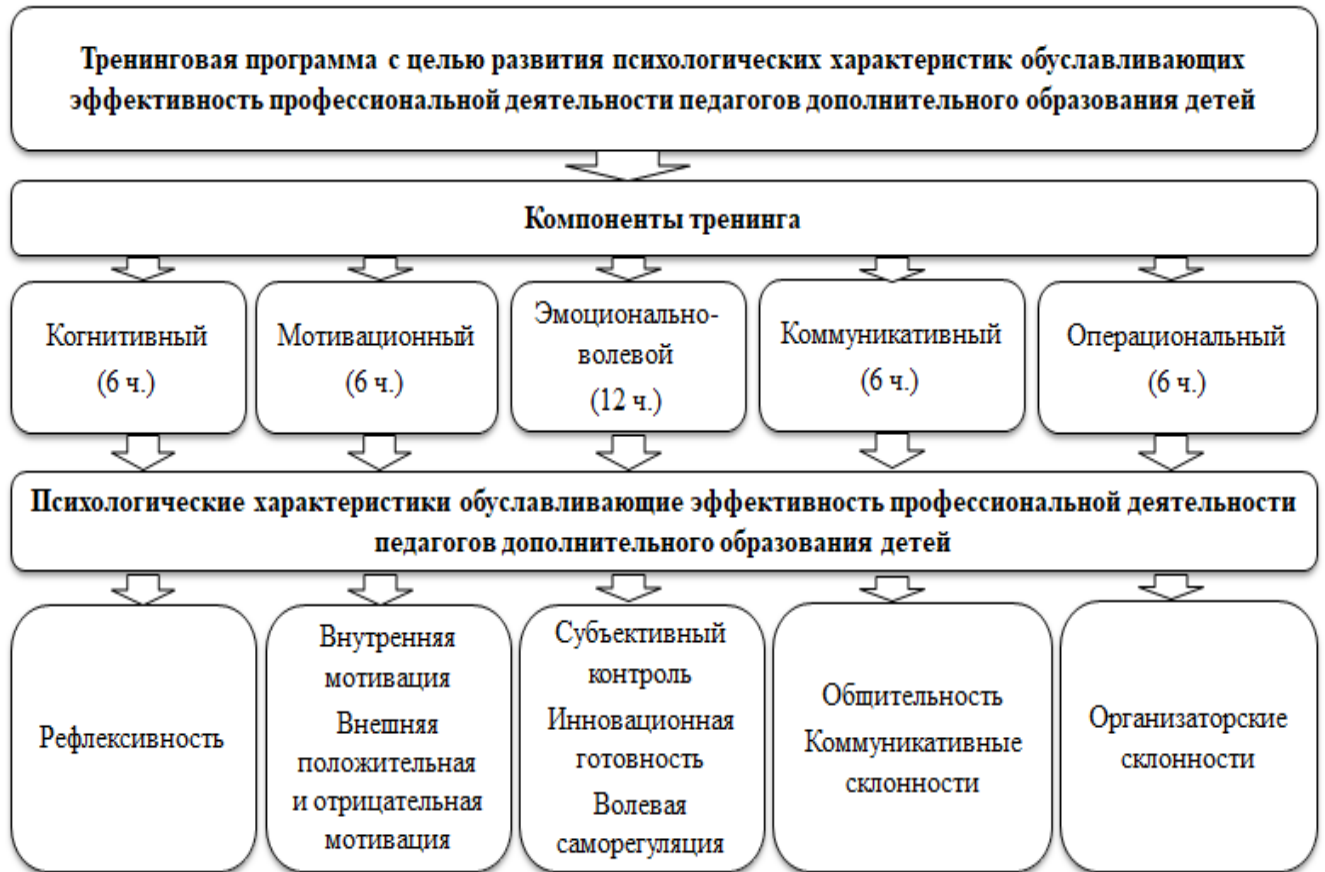 Тренинговая программа с целью развития психологических характеристик обуславливающих
эффективность профессиональной деятельности педагогов дополнительного образования детей
Компоненты тренинга
Когнитивный
(6 ч.)
Мотивационный
(6 ч.)
Эмоционально-
волевой
(12 ч.)
Коммуникативный
(6 ч.)
Операциональный
(6 ч.)
Психологические характеристики обуславливающие эффективность профессиональной деятельности
педагогов дополнительного образования детей
Рефлексивность
Внутренняя
мотивация
Внешняя
положительная
и отрицательная
мотивация
Субъективный
контроль
Инновационная
готовность
Волевая
саморегуляция
Общительность
Коммуникативные
склонности
Организаторские
склонности